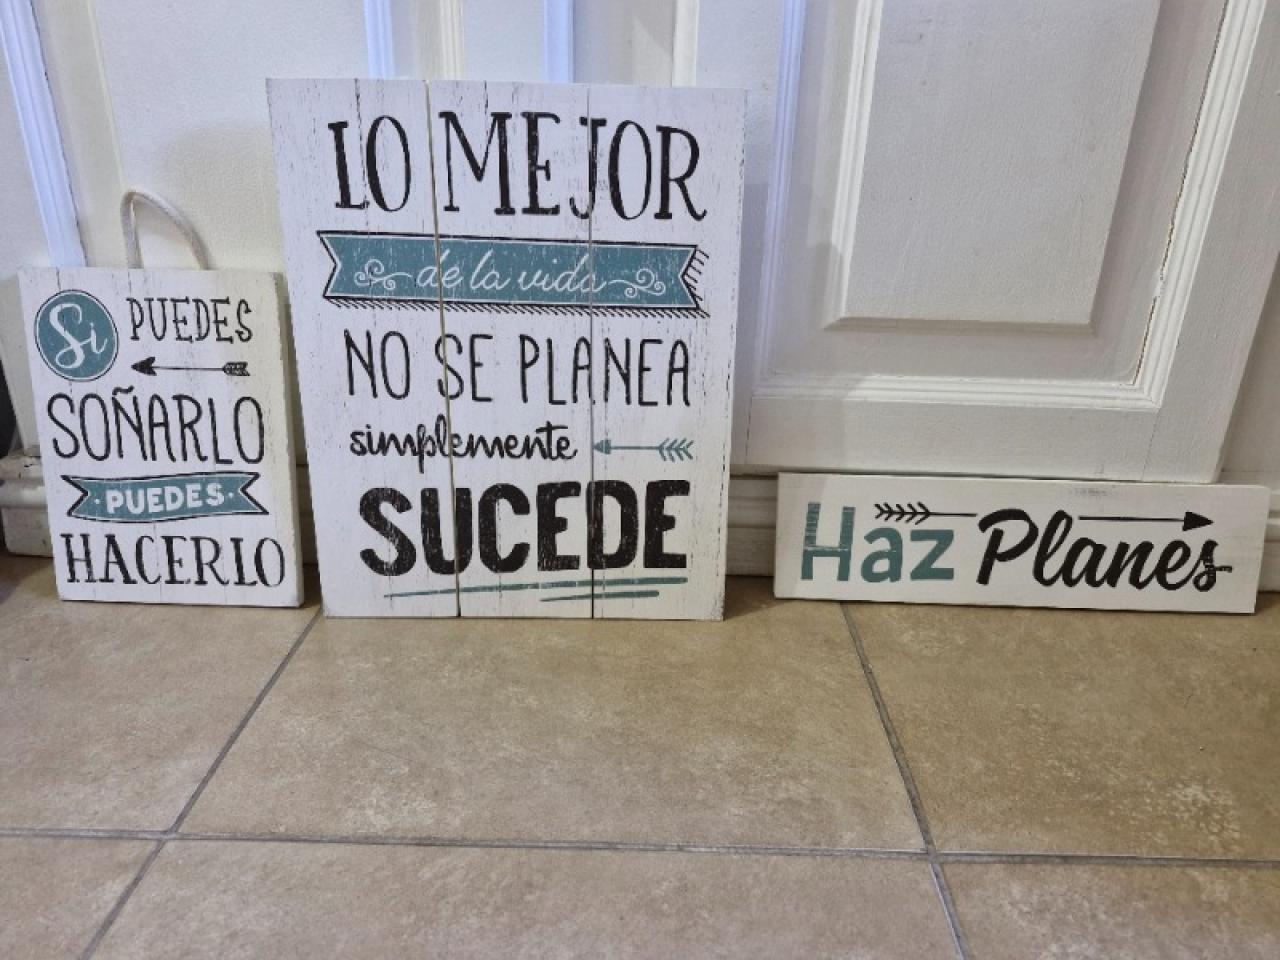 Si PUEDES
SOÑARLO
PUEDES
HACERLO
LO MEJOR
de la vida
NO SE PLANEA
simplemente
SUCEDE
Haz Planes